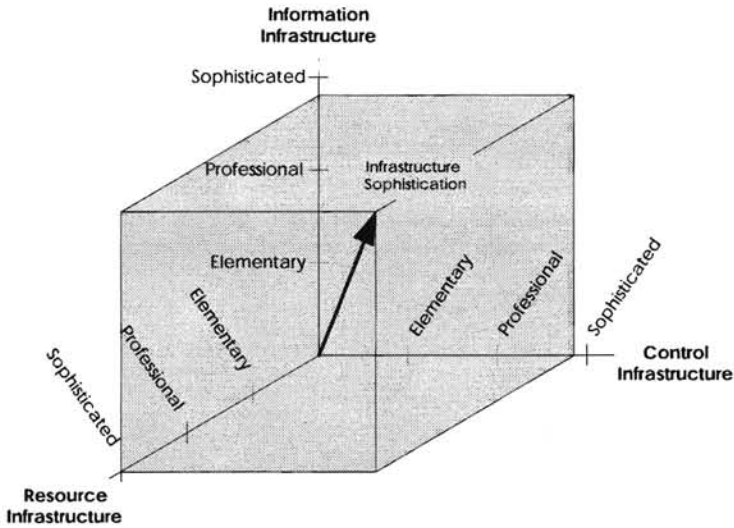 Information
Infrastructure
Sophisticated
Professional
Infrastructure
Sophistication
Elementary
Elementary
Professional
Sophisticated
Elementary
Professional
Sophisticated
Control
Infrastructure
Resource
Infrastructure